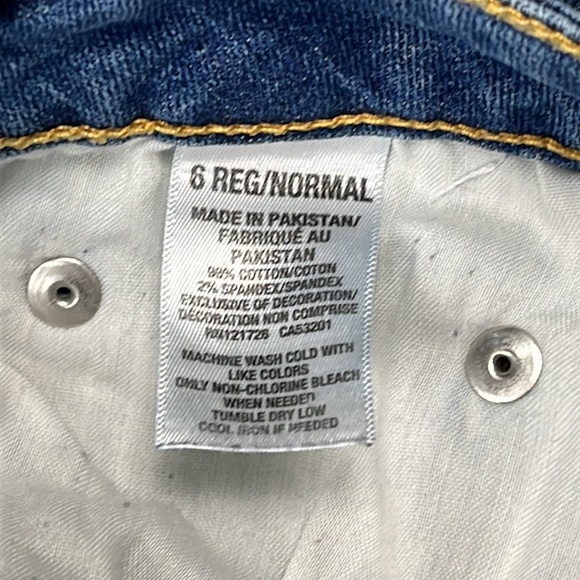 6 REG/NORMAL
MADE IN PAKISTAN/
FABRIQUÉ AU
PAKISTAN
98% COTTON/COTON
2% SPANDEX/SPANDEX
EXCLUSIVE OF DECORATION/
DÉCORATION NON COMPRISE
RN121726 CA53201
MACHINE WASH COLD WITH
LIKE COLORS
ONLY NON-CHLORINE BLEACH
WHEN NEEDED
TUMBLE DRY LOW
COOL IRON IF NEEDED